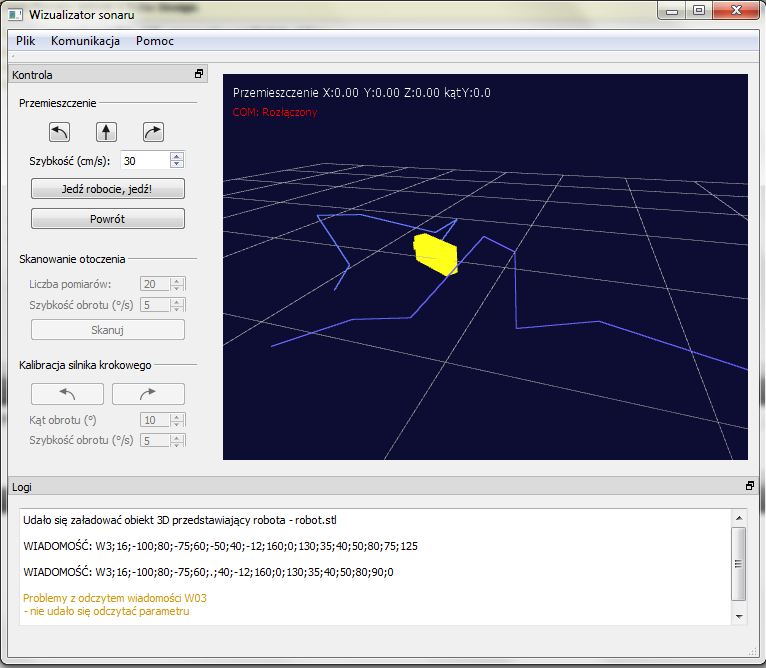 Wizualizator sonaru
Plik Komunikacja Pomoc
Kontrola
Przemieszczenie
Szybkość (cm/s): 30
Jedź robocie, jedź!
Powrót
Skanowanie otoczenia
Liczba pomiarów: 20
Szybkość obrotu (°/s) 5
Skanuj
Kalibracja silnika krokowego
Kąt obrotu (°) 10
Szybkość obrotu (°/s) 5
Przemieszczenie X:0.00 Y:0.00 Z:0.00 kątY:0.0
COM: Rozłączony
Logi
Udało się załadować obiekt 3D przedstawiający robota - robot.stl
WIADOMOŚĆ: W3;16;-100;80;-75;60;-50;40;-12;160;0;130;35;40;50;80;75;125
WIADOMOŚĆ: W3;16;-100;80;-75;60;.;40;-12;160;0;130;35;40;50;80;90;0
Problemy z odczytem wiadomości W03
- nie udało się odczytać parametru